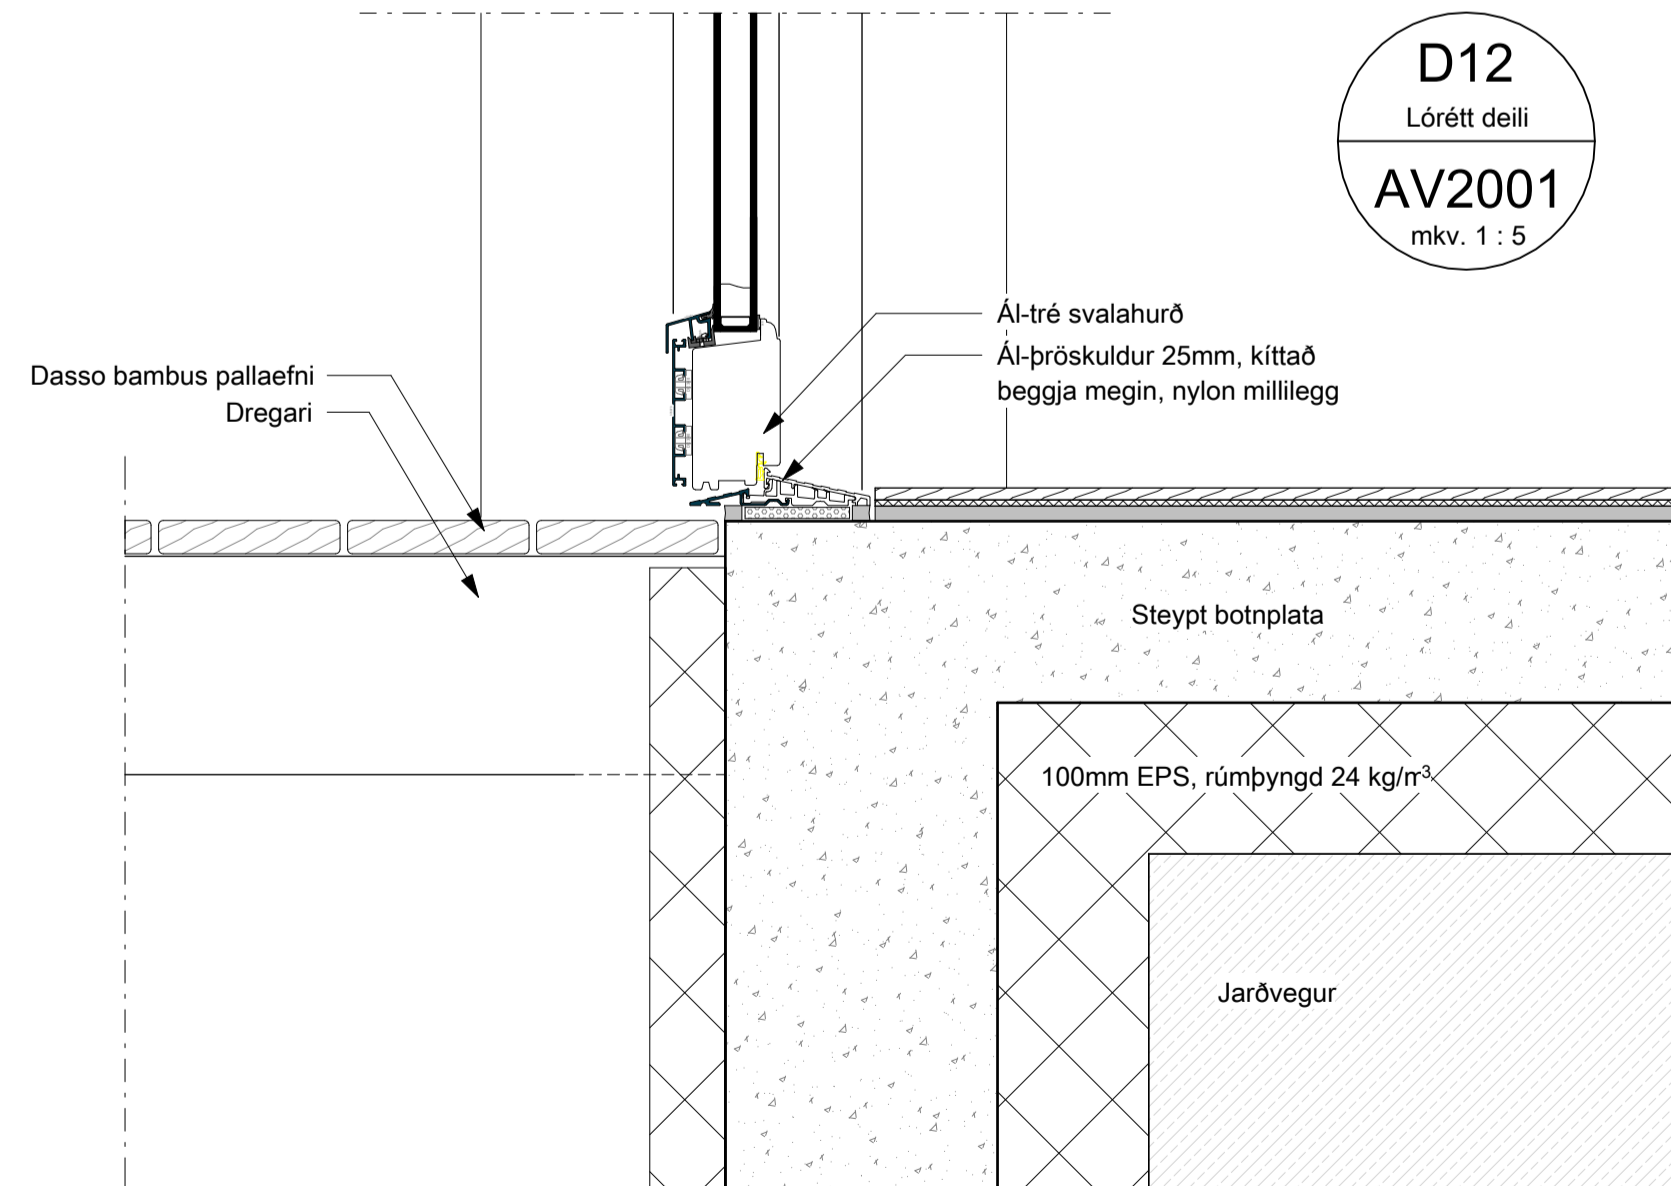 D12
Lórétt deili
AV2001
mkv. 1 : 5
Ál-tré svalahurð
Ál-þröskuldur 25mm, kíttað
beggja megin, nylon millilegg
Dasso bambus pallaefni
Dregari
Steypt botnplata
100mm EPS, rúmþyngd 24 kg/m³
Jarðvegur